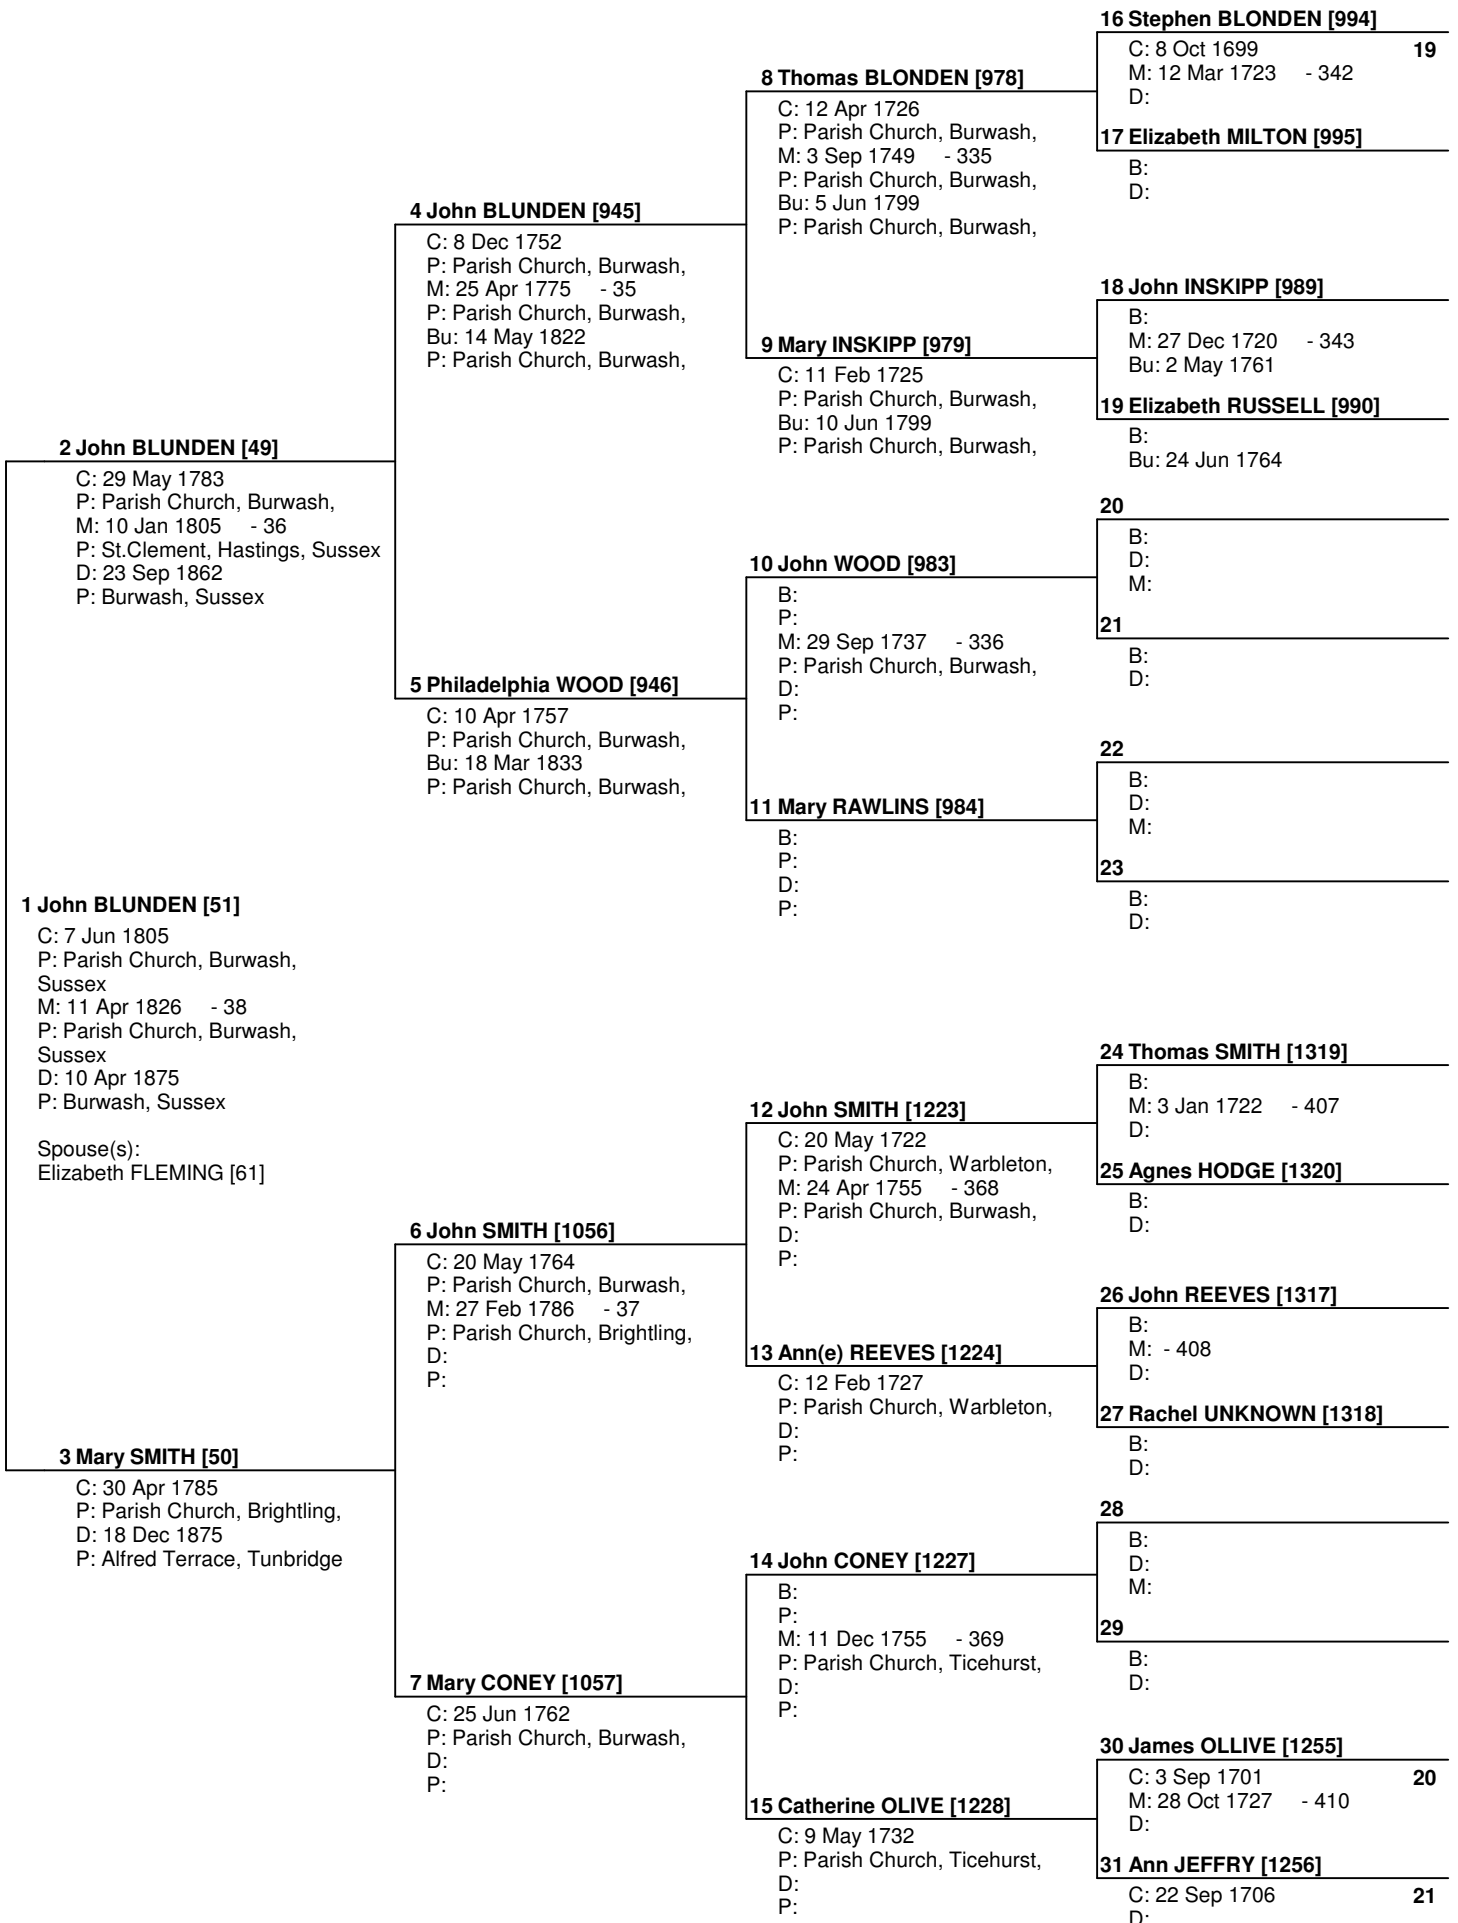 16 Stephen BLONDEN [994]
C: 8 Oct 1699 19
M: 12 Mar 1723 - 342
D:
8 Thomas BLONDEN [978]
C: 12 Apr 1726
P: Parish Church, Burwash,
M: 3 Sep 1749 - 335
P: Parish Church, Burwash,
Bu: 5 Jun 1799
P: Parish Church, Burwash,
17 Elizabeth MILTON [995]
B:
D:
4 John BLUNDEN [945]
C: 8 Dec 1752
P: Parish Church, Burwash,
M: 25 Apr 1775 - 35
P: Parish Church, Burwash,
Bu: 14 May 1822
P: Parish Church, Burwash,
18 John INSKIPP [989]
B:
M: 27 Dec 1720 - 343
Bu: 2 May 1761
9 Mary INSKIPP [979]
C: 11 Feb 1725
P: Parish Church, Burwash,
Bu: 10 Jun 1799
P: Parish Church, Burwash,
19 Elizabeth RUSSELL [990]
B:
Bu: 24 Jun 1764
2 John BLUNDEN [49]
C: 29 May 1783
P: Parish Church, Burwash,
M: 10 Jan 1805 - 36
P: St.Clement, Hastings, Sussex
D: 23 Sep 1862
P: Burwash, Sussex
20
B:
D:
M:
10 John WOOD [983]
B:
P:
M: 29 Sep 1737 - 336
P: Parish Church, Burwash,
D:
P:
21
B:
D:
5 Philadelphia WOOD [946]
C: 10 Apr 1757
P: Parish Church, Burwash,
Bu: 18 Mar 1833
P: Parish Church, Burwash,
22
B:
D:
M:
11 Mary RAWLINS [984]
B:
P:
D:
P:
23
B:
D:
1 John BLUNDEN [51]
C: 7 Jun 1805
P: Parish Church, Burwash,
Sussex
M: 11 Apr 1826 - 38
P: Parish Church, Burwash,
Sussex
D: 10 Apr 1875
P: Burwash, Sussex
Spouse(s):
Elizabeth FLEMING [61]
24 Thomas SMITH [1319]
B:
M: 3 Jan 1722 - 407
D:
12 John SMITH [1223]
C: 20 May 1722
P: Parish Church, Warbleton,
M: 24 Apr 1755 - 368
P: Parish Church, Burwash,
D:
P:
25 Agnes HODGE [1320]
B:
D:
6 John SMITH [1056]
C: 20 May 1764
P: Parish Church, Burwash,
M: 27 Feb 1786 - 37
P: Parish Church, Brightling,
D:
P:
26 John REEVES [1317]
B:
M: - 408
D:
13 Ann(e) REEVES [1224]
C: 12 Feb 1727
P: Parish Church, Warbleton,
D:
P:
27 Rachel UNKNOWN [1318]
B:
D:
3 Mary SMITH [50]
C: 30 Apr 1785
P: Parish Church, Brightling,
D: 18 Dec 1875
P: Alfred Terrace, Tunbridge
28
B:
D:
M:
14 John CONEY [1227]
B:
P:
M: 11 Dec 1755 - 369
P: Parish Church, Ticehurst,
D:
P:
29
B:
D:
7 Mary CONEY [1057]
C: 25 Jun 1762
P: Parish Church, Burwash,
D:
P:
30 James OLLIVE [1255]
C: 3 Sep 1701 20
M: 28 Oct 1727 - 410
D:
15 Catherine OLIVE [1228]
C: 9 May 1732
P: Parish Church, Ticehurst,
D:
P:
31 Ann JEFFRY [1256]
C: 22 Sep 1706 21
D: